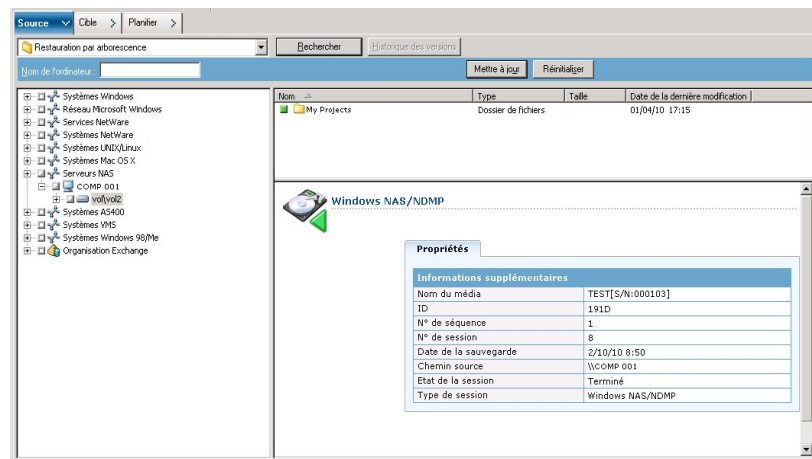 Source Cible Planifier
Restauration par arborescence Rechercher Historique des versions
Nom de l'ordinateur : Mettre à jour Réinitialiser
Systèmes Windows
Réseau Microsoft Windows
Services NetWare
Systèmes NetWare
Systèmes UNIX/Linux
Systèmes Mac OS X
Serveurs NAS
COMP 001
vol\vol2
Systèmes AS400
Systèmes VMS
Systèmes Windows 98/Me
Organisation Exchange
Nom Type Taille Date de la dernière modification
My Projects Dossier de fichiers 01/04/10 17:15
Windows NAS/NDMP
Propriétés
Informations supplémentaires
Nom du média TEST[S/N:000103]
ID 191D
N° de séquence 1
N° de session 8
Date de la sauvegarde 2/10/10 8:50
Chemin source \\COMP 001
Etat de la session Terminé
Type de session Windows NAS/NDMP